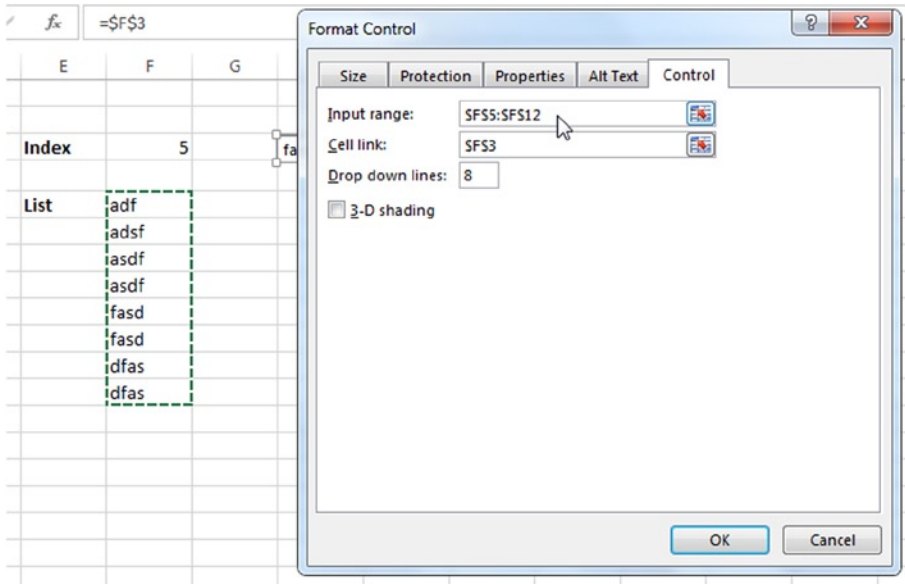 fx =$F$3
E F G
Index 5 fa
List adf
adsf
asdf
asdf
fasd
fasd
dfas
dfas
Format Control
? x
Size Protection Properties Alt Text Control
Input range: $F$5:$F$12
Cell link: $F$3
Drop down lines: 8
3-D shading
OK Cancel